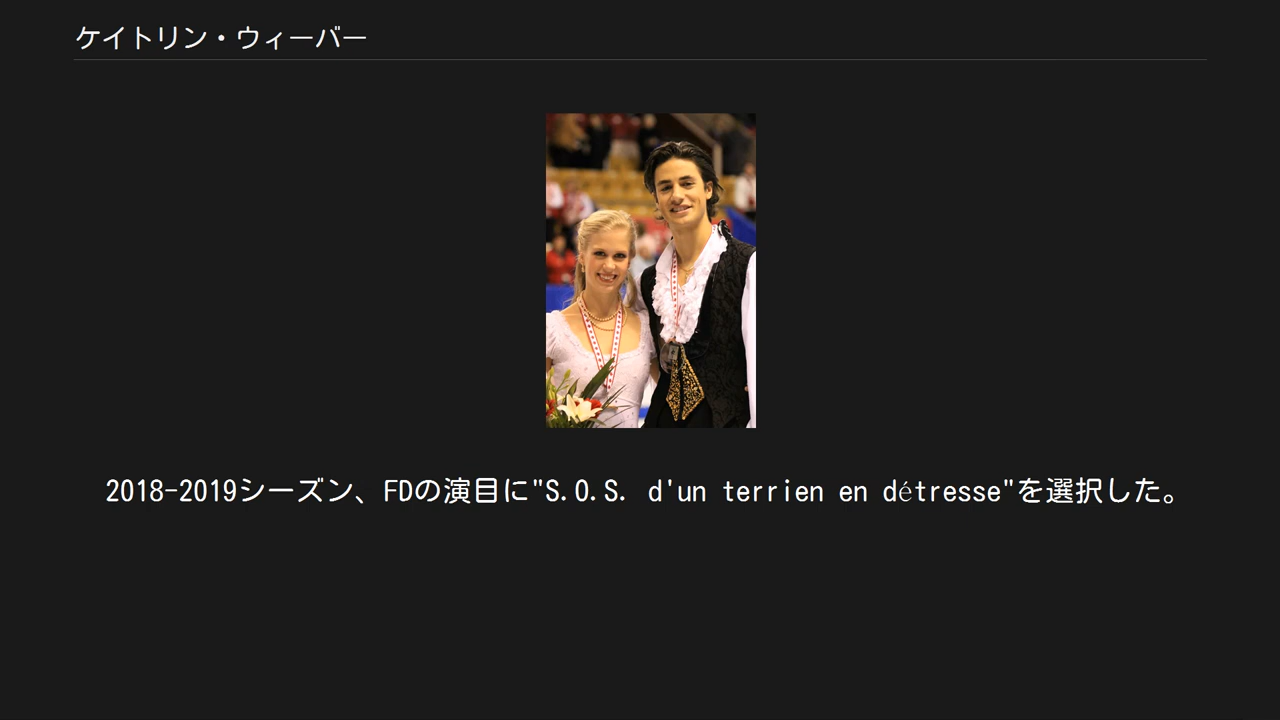 ケイトリン・ウィーバー
2018-2019シーズン、FDの演目に"S.O.S. d'un terrien en détresse"を選択した。